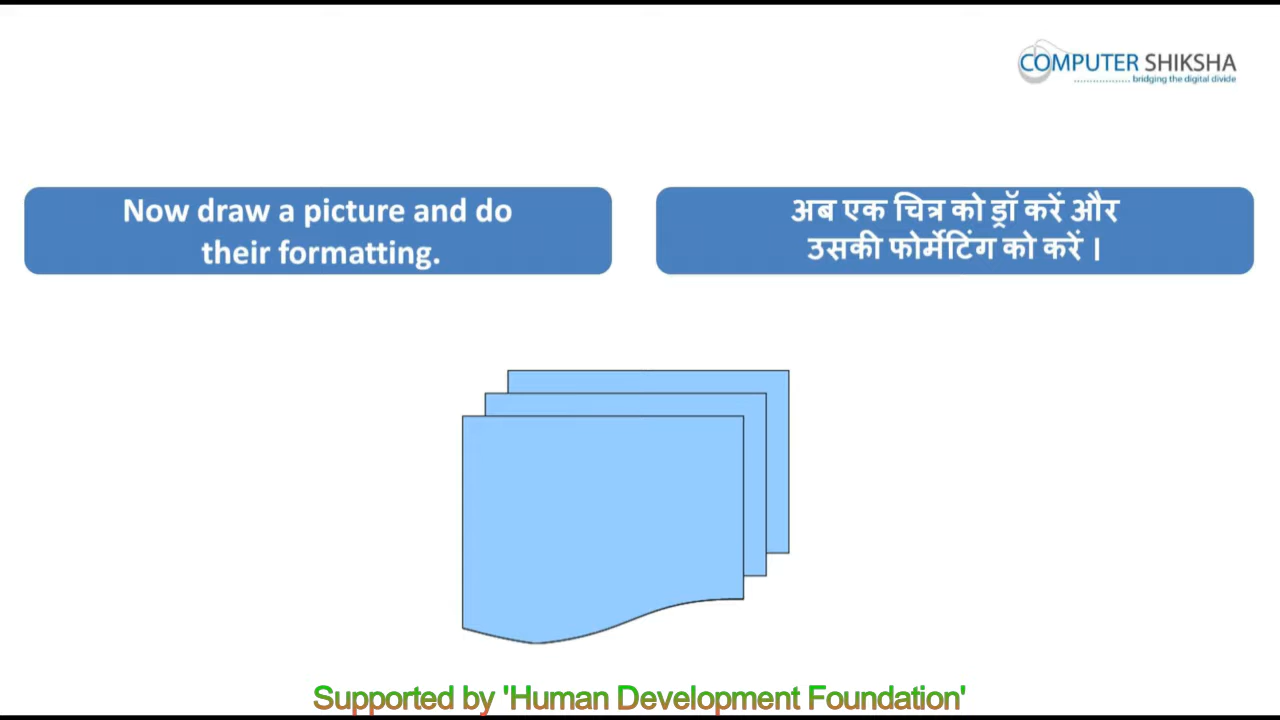 COMPUTER SHIKSHA
bridging the digital divide
Now draw a picture and do
their formatting.
अब एक चित्र को ड्रॉ करें और
उसकी फोर्मेटिंग को करें ।
Supported by 'Human Development Foundation'